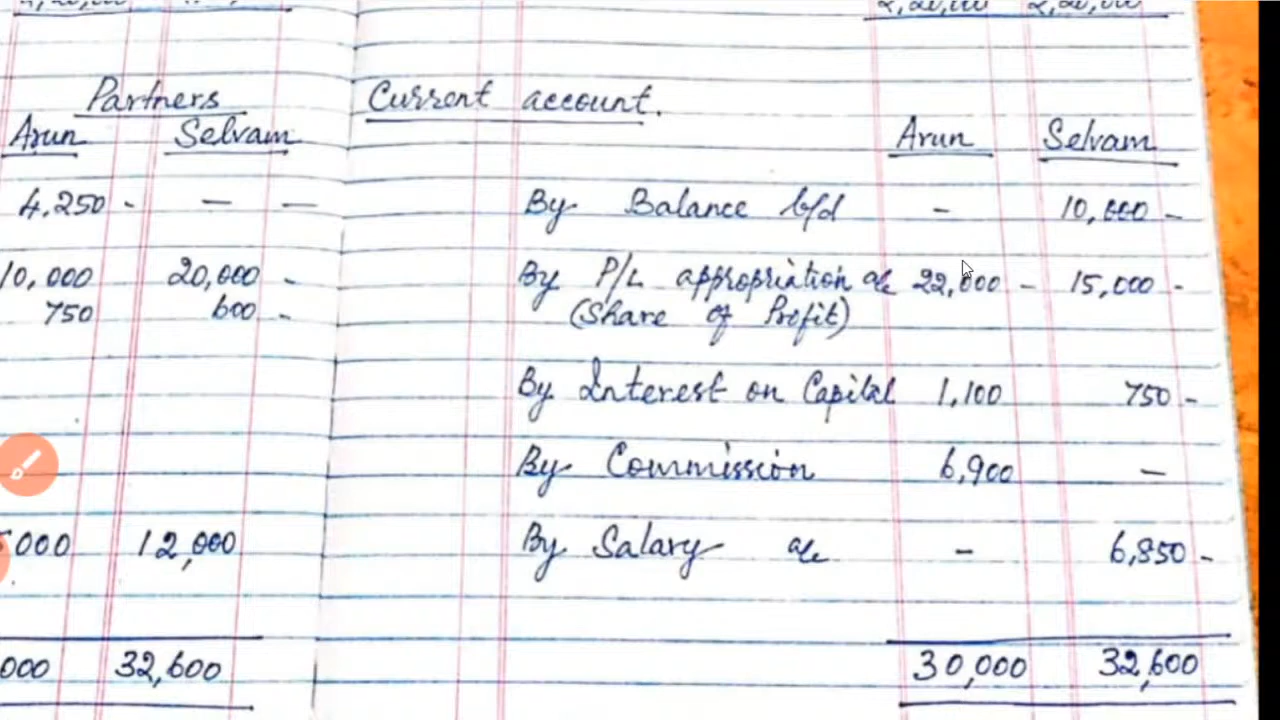 Partners Current account.
Arun Selvam Arun Selvam
4,250 - — — By Balance b/d - 10,000 -
10,000 20,000 - By P/L appropriation a/c 22,000 - 15,000 -
750 600 - (Share of Profit)
By Interest on Capital 1,100 750 -
By Commission 6,900 —
000 12,000 By Salary a/c - 6,850 -
000 32,600 30,000 32,600